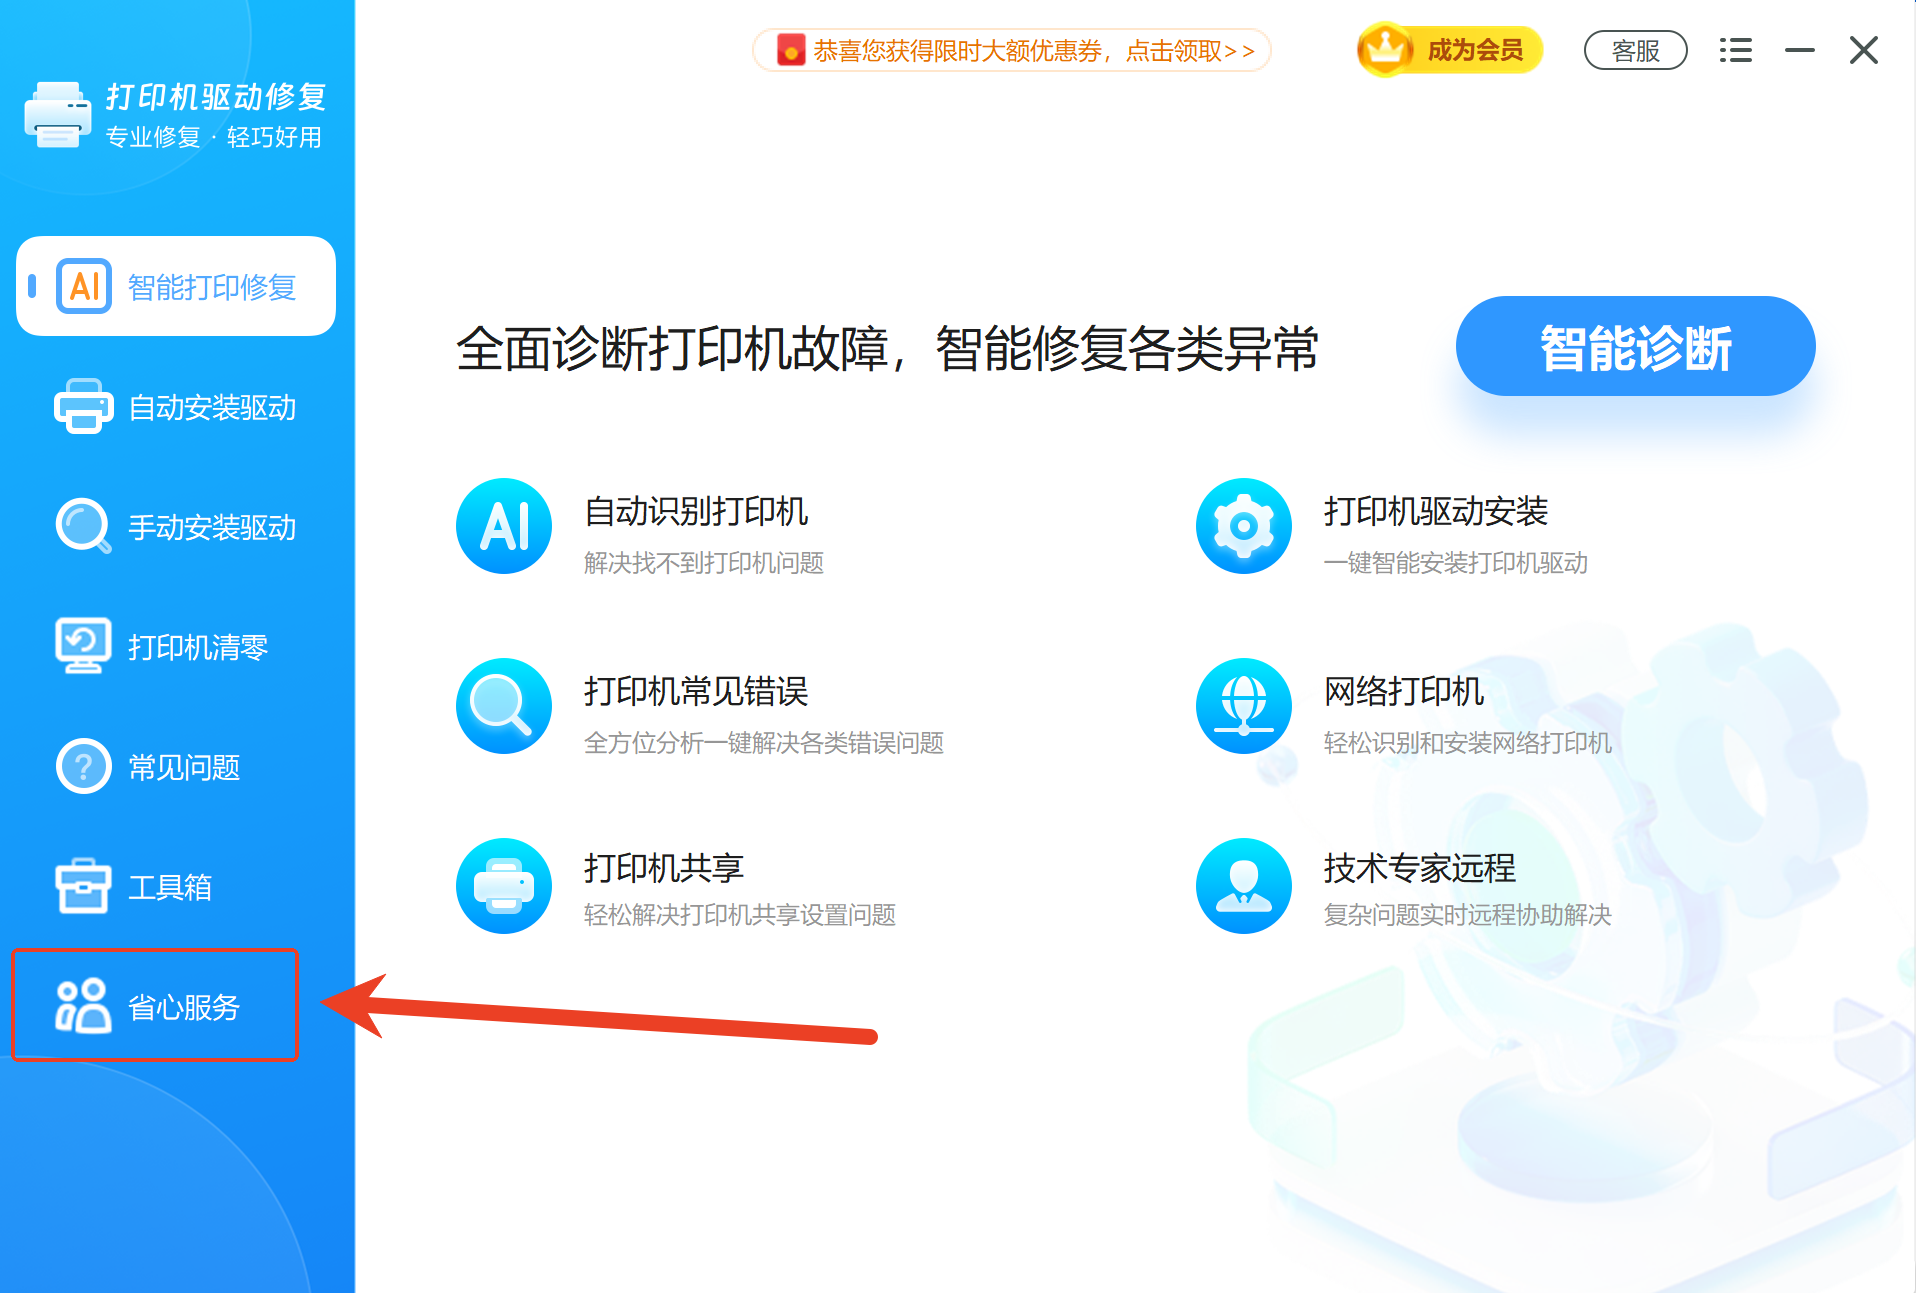 恭喜您获得限时大额优惠券，点击领取>>
成为会员
客服
打印机驱动修复
专业修复 · 轻巧好用
AI 智能打印修复
自动安装驱动
手动安装驱动
打印机清零
? 常见问题
工具箱
省心服务
全面诊断打印机故障，智能修复各类异常
智能诊断
AI
自动识别打印机
解决找不到打印机问题
打印机驱动安装
一键智能安装打印机驱动
打印机常见错误
全方位分析一键解决各类错误问题
网络打印机
轻松识别和安装网络打印机
打印机共享
轻松解决打印机共享设置问题
技术专家远程
复杂问题实时远程协助解决